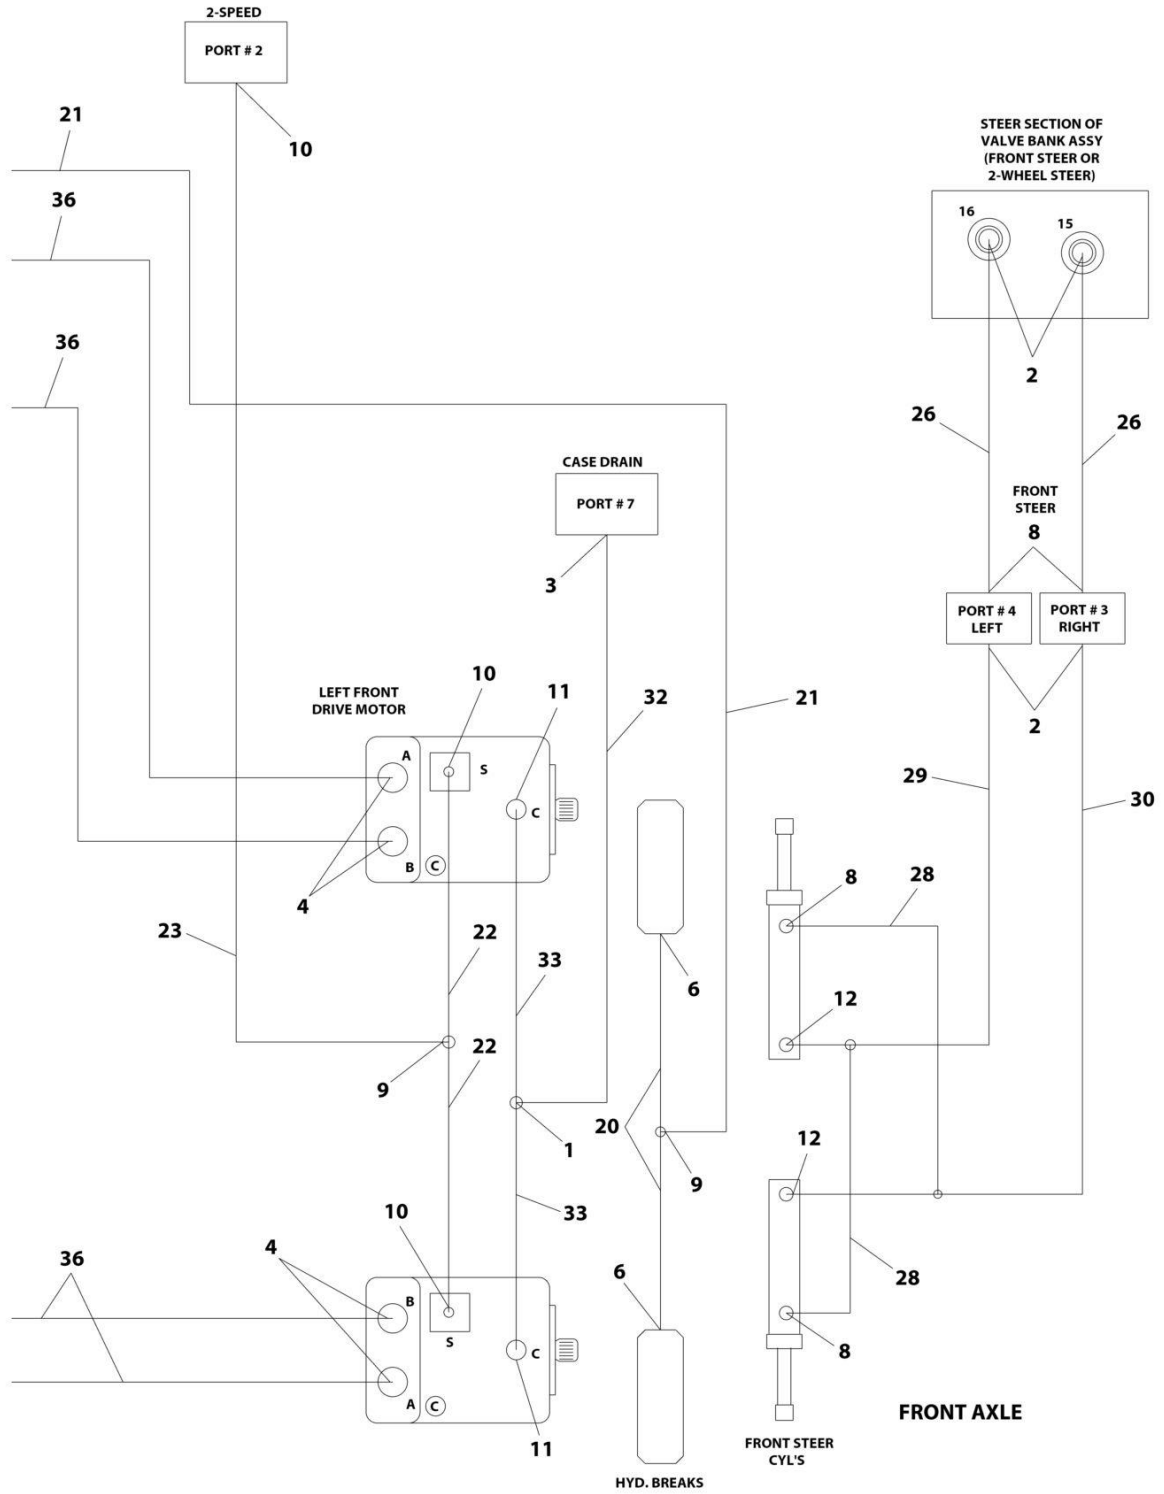 2-SPEED
PORT # 2
10
21
36
36
STEER SECTION OF
VALVE BANK ASSY
(FRONT STEER OR
2-WHEEL STEER)
16
15
2
26
26
FRONT
STEER
8
PORT # 4
LEFT
PORT # 3
RIGHT
2
CASE DRAIN
PORT # 7
3
LEFT FRONT
DRIVE MOTOR
10
11
32
21
29
30
A
S
C
B
C
4
23
22
33
6
8
28
12
22
9
1
20
9
12
33
10
4
36
6
28
8
B
S
C
A
C
11
HYD. BREAKS
FRONT STEER
CYL'S
FRONT AXLE